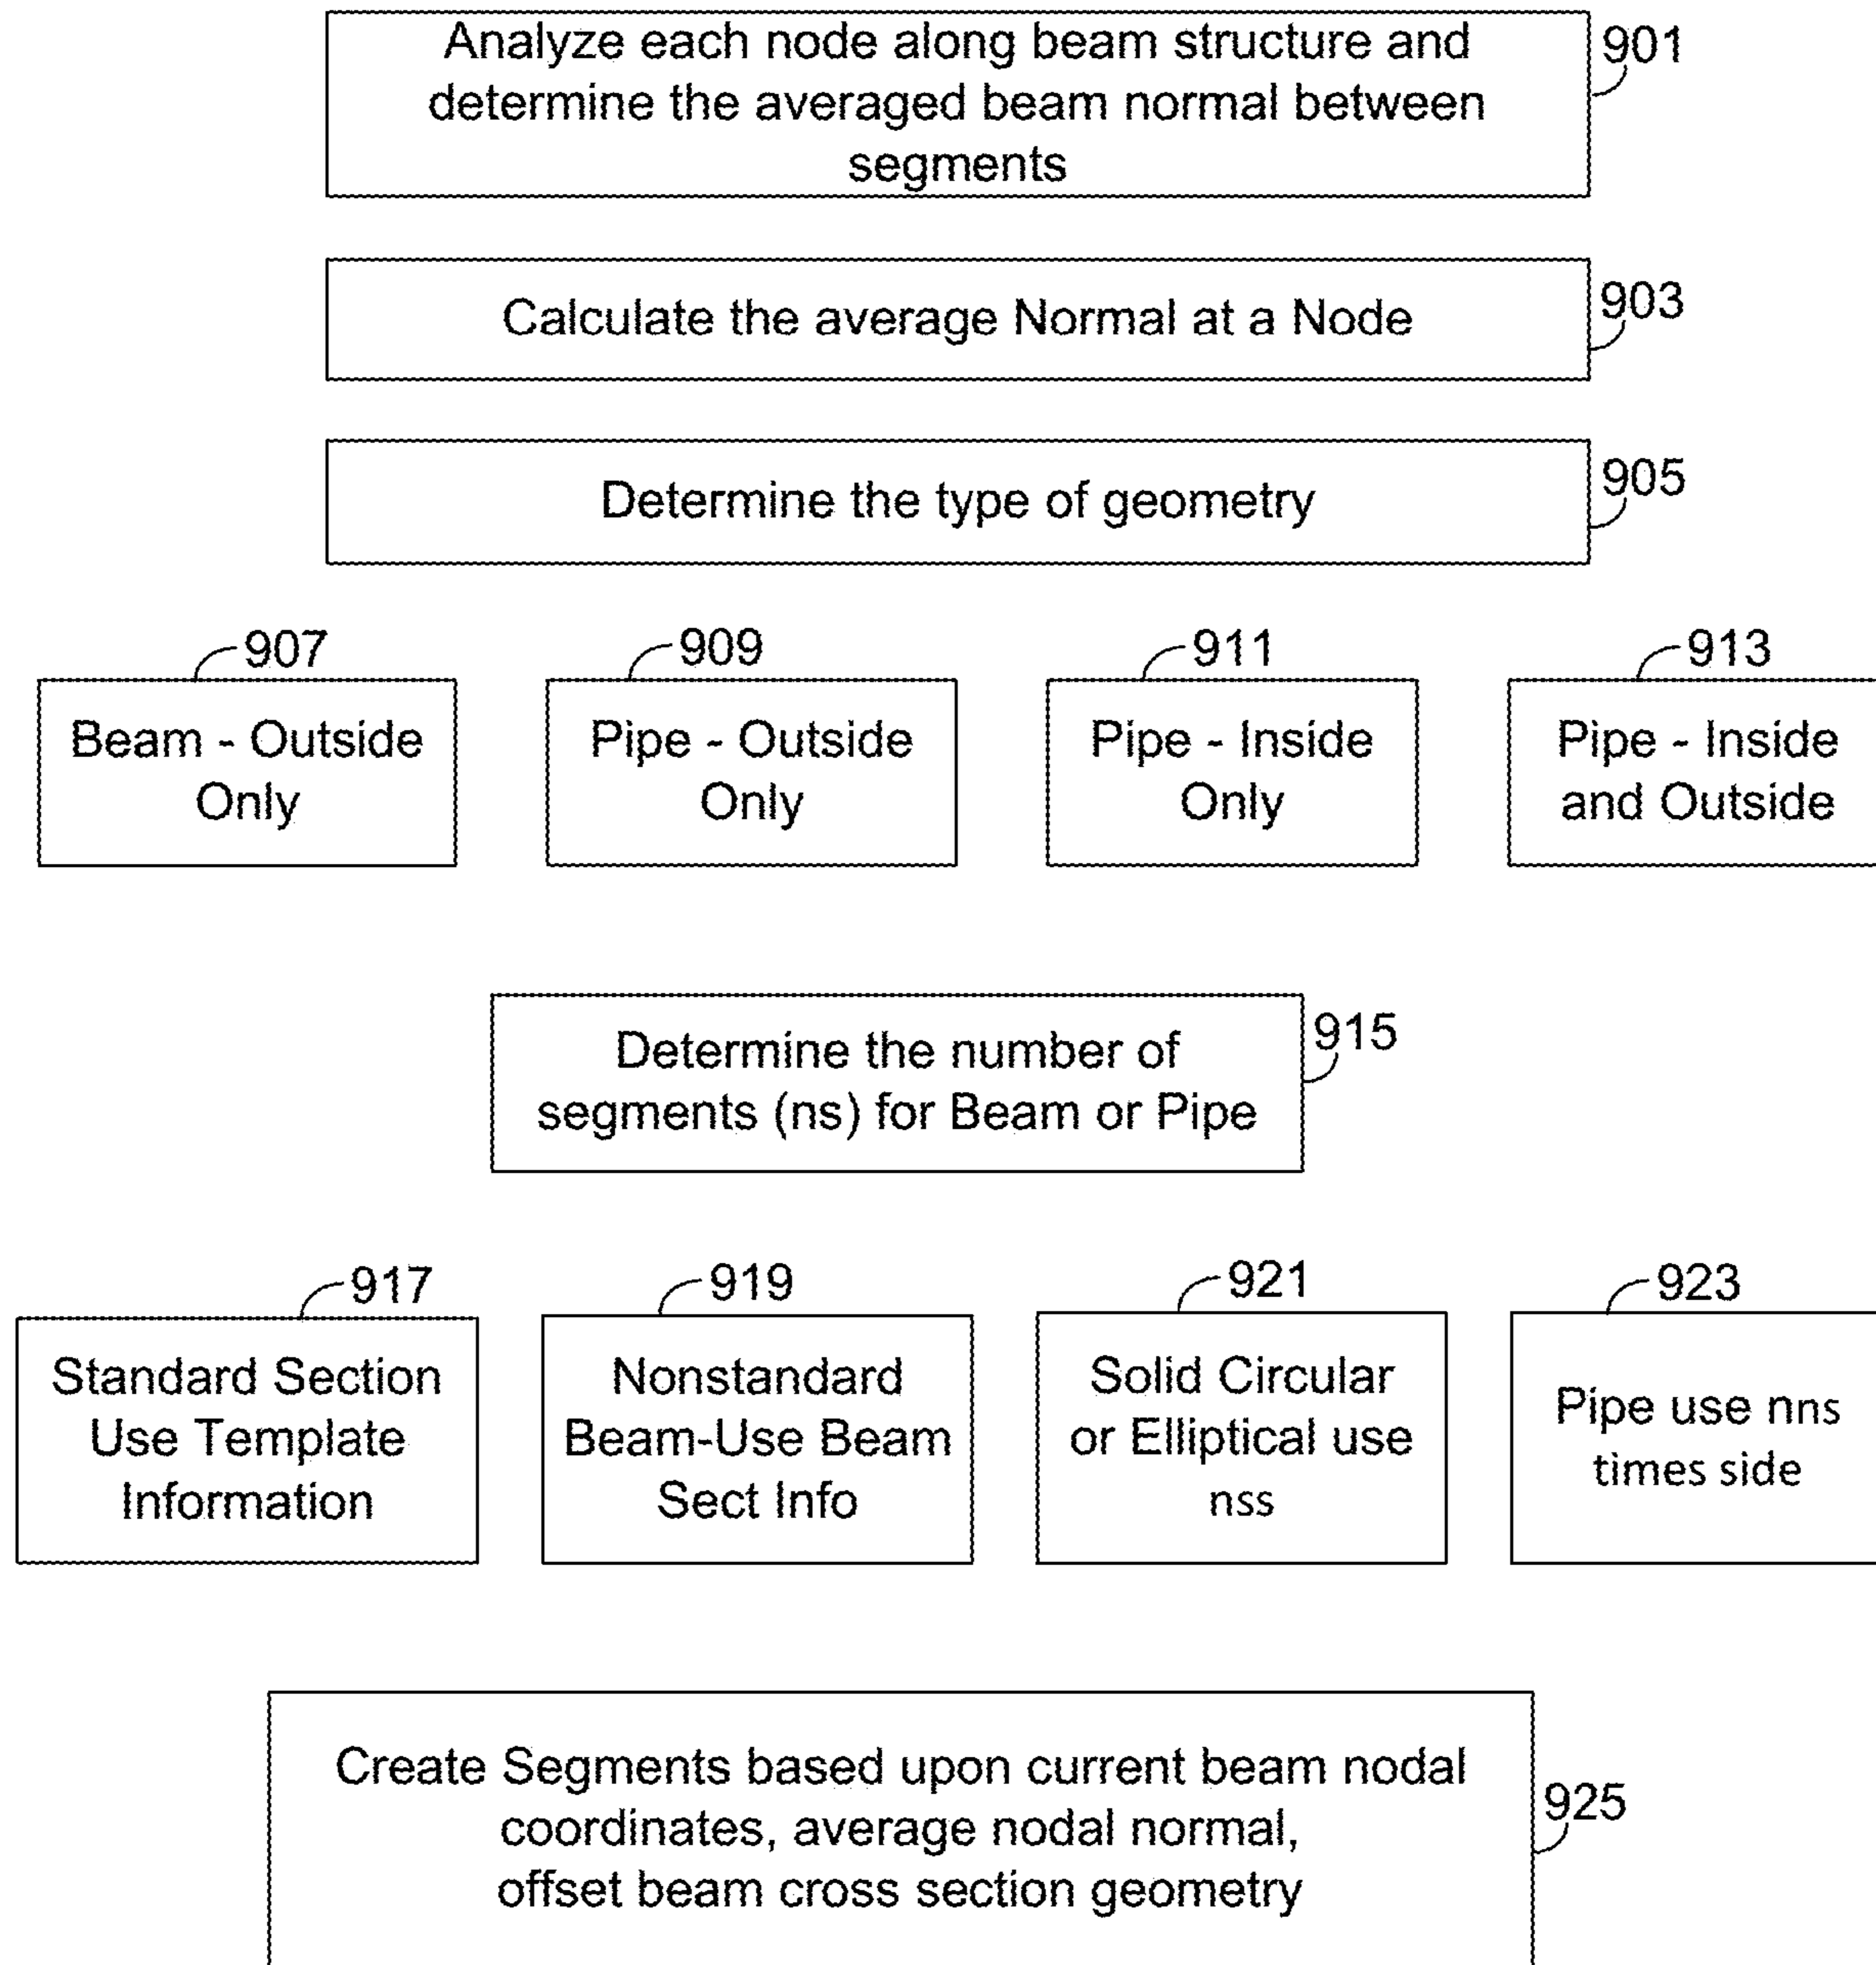 Analyze each node along beam structure and
determine the averaged beam normal between
segments
901
Calculate the average Normal at a Node
903
Determine the type of geometry
905
907
Beam - Outside
Only
909
Pipe - Outside
Only
911
Pipe - Inside
Only
913
Pipe - Inside
and Outside
Determine the number of
segments (ns) for Beam or Pipe
915
917
Standard Section
Use Template
Information
919
Nonstandard
Beam-Use Beam
Sect Info
921
Solid Circular
or Elliptical use
nss
923
Pipe use nns
times side
Create Segments based upon current beam nodal
coordinates, average nodal normal,
offset beam cross section geometry
925